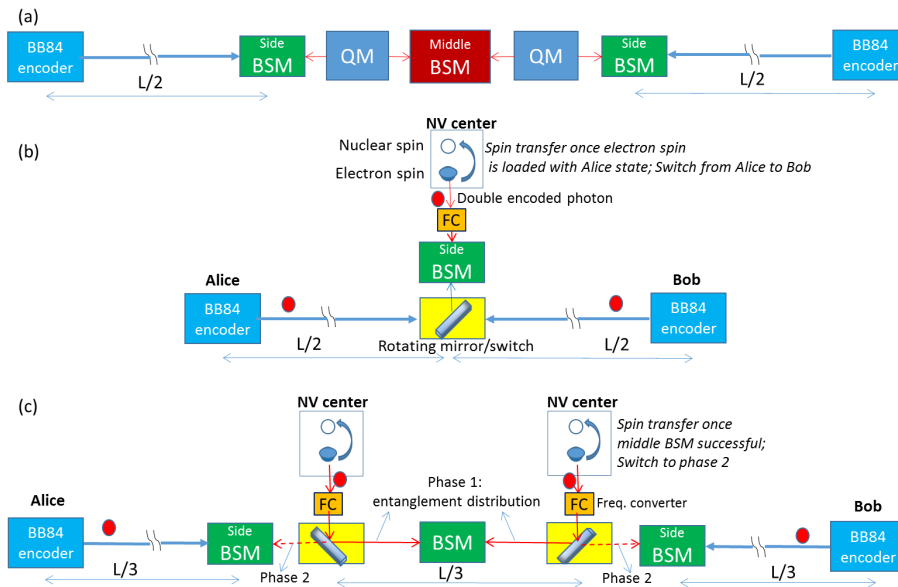 (a)
BB84
encoder
L/2
Side
BSM
QM
Middle
BSM
QM
Side
BSM
L/2
BB84
encoder
(b)
NV center
Nuclear spin
Electron spin
Spin transfer once electron spin
is loaded with Alice state; Switch from Alice to Bob
Double encoded photon
FC
Side
BSM
Alice
BB84
encoder
L/2
Rotating mirror/switch
L/2
Bob
BB84
encoder
(c)
NV center
NV center
Spin transfer once
middle BSM successful;
Switch to phase 2
Phase 1:
entanglement distribution
FC
FC
Freq. converter
Alice
BB84
encoder
L/3
Side
BSM
Phase 2
BSM
L/3
Phase 2
Side
BSM
L/3
Bob
BB84
encoder